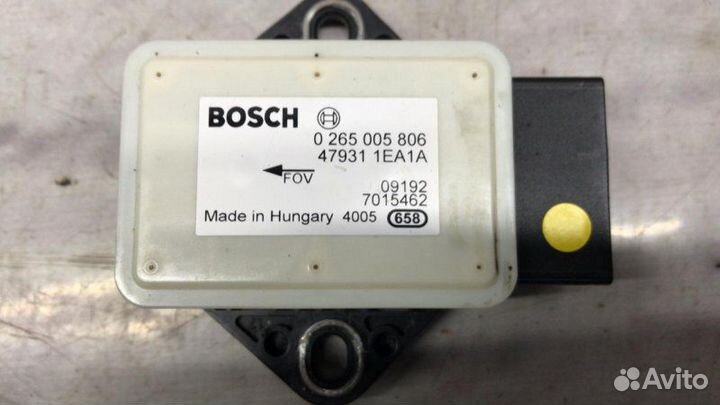 BOSCH
0 265 005 806
47931 1EA1A
FOV
09192
7015462
Made in Hungary 4005 658
Avito